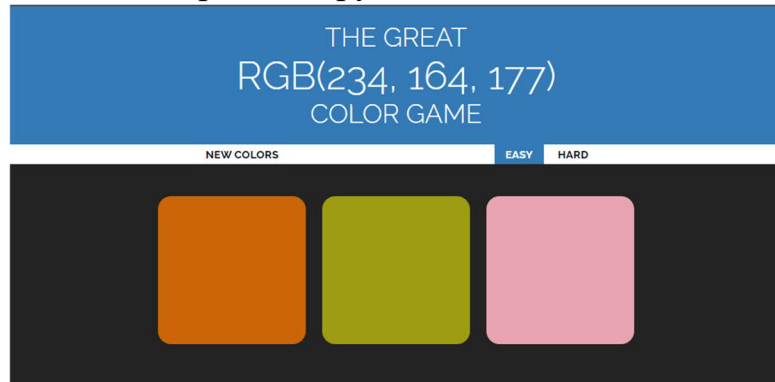 THE GREAT
RGB(234, 164, 177)
COLOR GAME
NEW COLORS EASY HARD